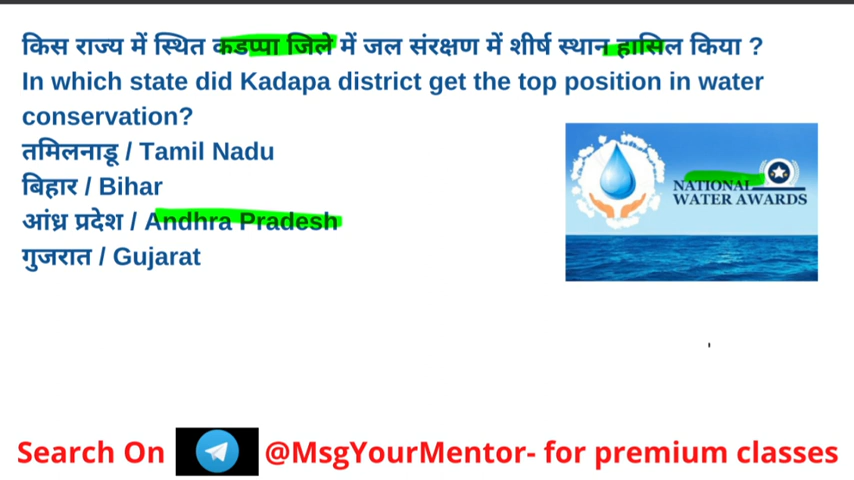 किस राज्य में स्थित कडप्पा जिले में जल संरक्षण में शीर्ष स्थान हासिल किया ?
In which state did Kadapa district get the top position in water
conservation?
तमिलनाडू / Tamil Nadu
बिहार / Bihar
आंध्र प्रदेश / Andhra Pradesh
गुजरात / Gujarat
NATIONAL
WATER AWARDS
Search On @MsgYourMentor- for premium classes